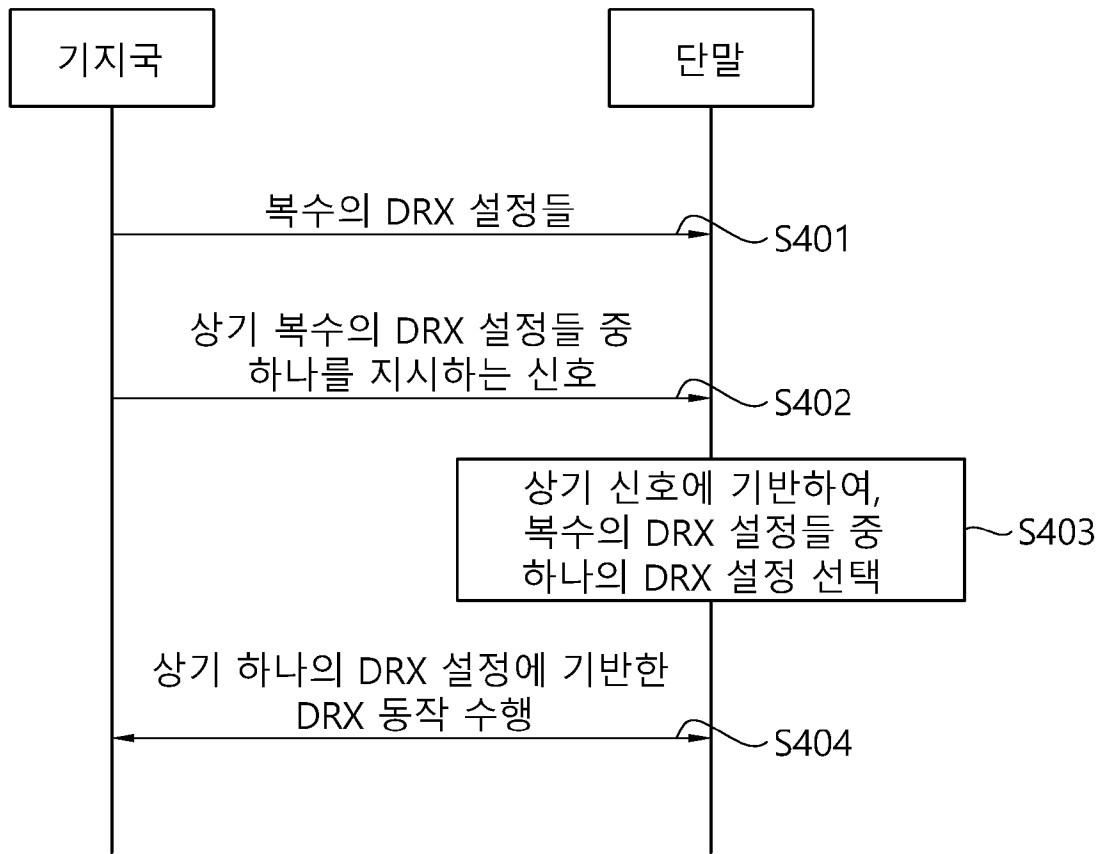 기지국
단말
복수의 DRX 설정들
S401
상기 복수의 DRX 설정들 중
하나를 지시하는 신호
S402
상기 신호에 기반하여,
복수의 DRX 설정들 중
하나의 DRX 설정 선택
S403
상기 하나의 DRX 설정에 기반한
DRX 동작 수행
S404